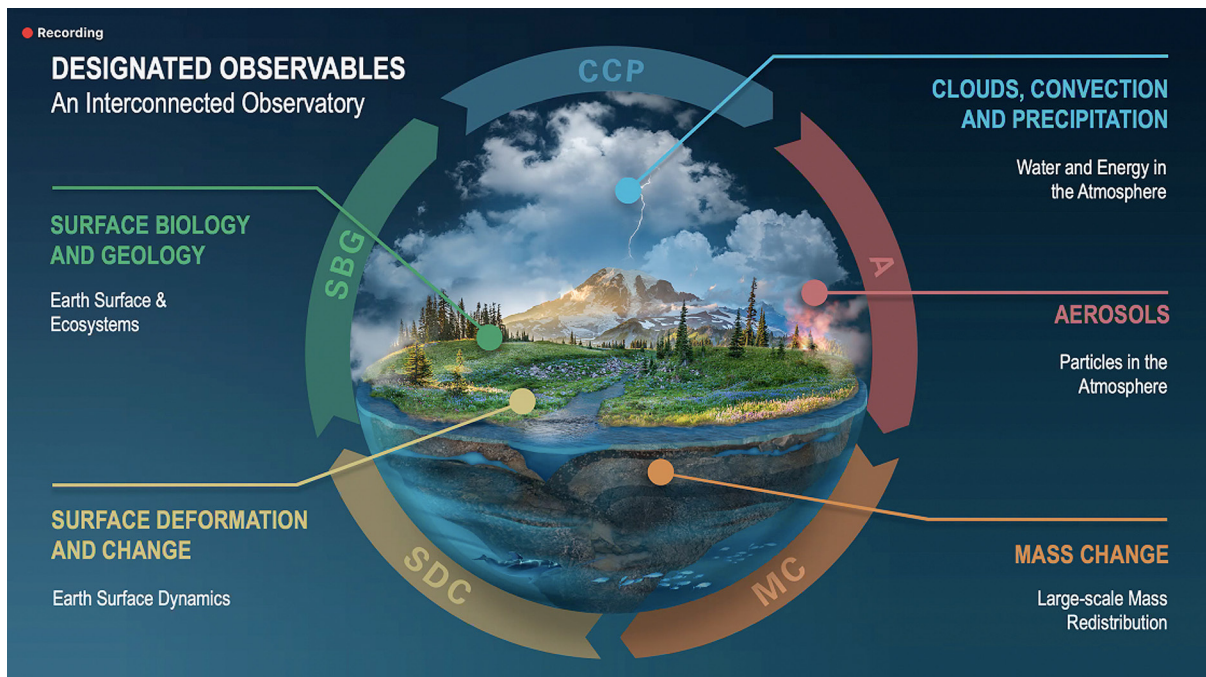 Recording
DESIGNATED OBSERVABLES
An Interconnected Observatory
CCP
CLOUDS, CONVECTION
AND PRECIPITATION
Water and Energy in
the Atmosphere
SURFACE BIOLOGY
AND GEOLOGY
Earth Surface &
Ecosystems
SBG
A
AEROSOLS
Particles in the
Atmosphere
SURFACE DEFORMATION
AND CHANGE
Earth Surface Dynamics
SDC
MC
MASS CHANGE
Large-scale Mass
Redistribution